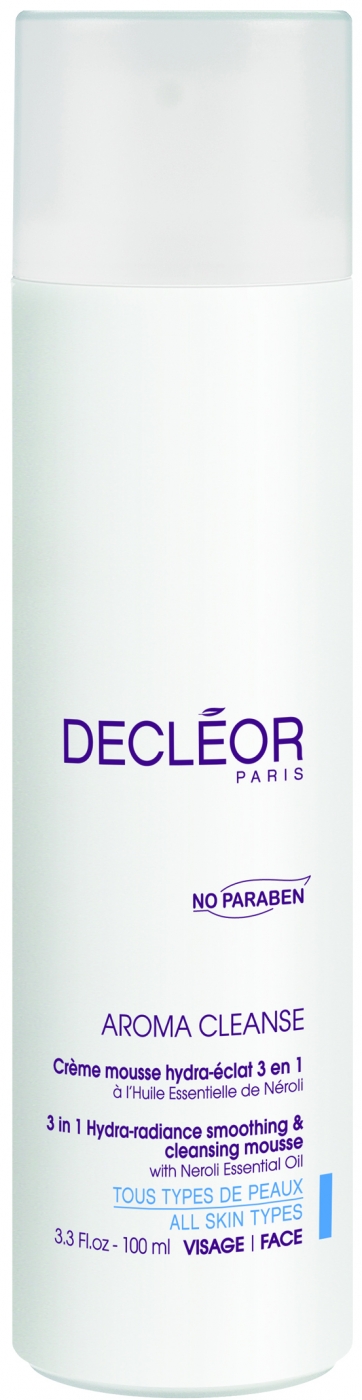 DECLÉOR
PARIS
NO PARABEN
AROMA CLEANSE
Crème mousse hydra-éclat 3 en 1
à l'Huile Essentielle de Néroli
3 in 1 Hydra-radiance smoothing &
cleansing mousse
with Neroli Essential Oil
TOUS TYPES DE PEAUX
ALL SKIN TYPES
3.3 Fl.oz - 100 ml VISAGE | FACE